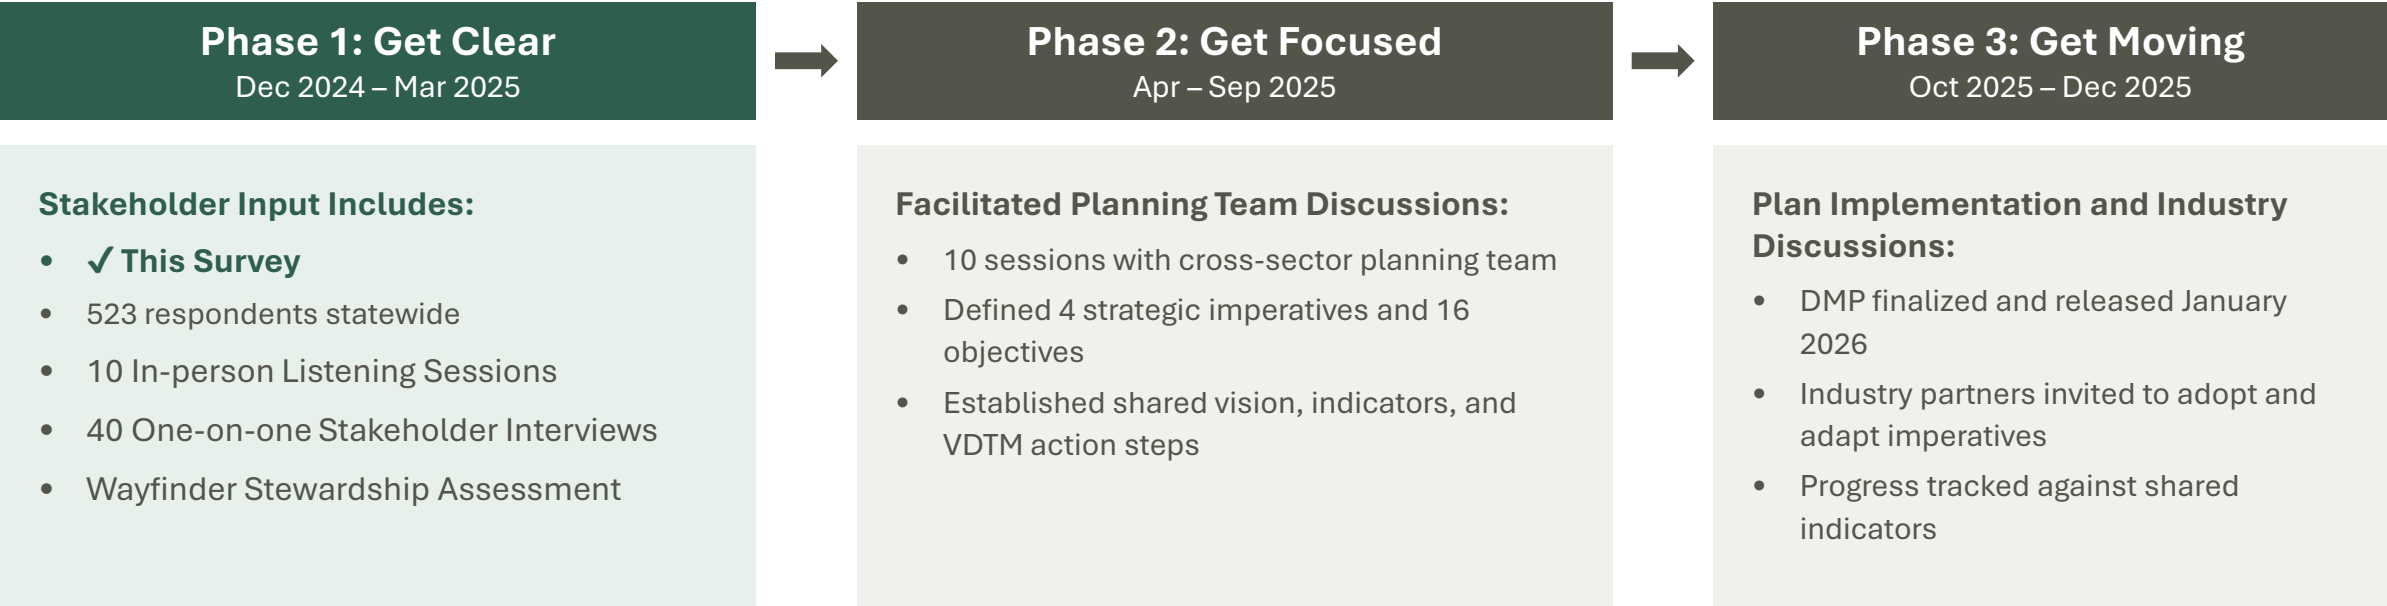 Phase 1: Get Clear
Dec 2024 – Mar 2025
Stakeholder Input Includes:
• ✓ This Survey
• 523 respondents statewide
• 10 In-person Listening Sessions
• 40 One-on-one Stakeholder Interviews
• Wayfinder Stewardship Assessment
Phase 2: Get Focused
Apr – Sep 2025
Facilitated Planning Team Discussions:
• 10 sessions with cross-sector planning team
• Defined 4 strategic imperatives and 16
objectives
• Established shared vision, indicators, and
VDTM action steps
Phase 3: Get Moving
Oct 2025 – Dec 2025
Plan Implementation and Industry
Discussions:
• DMP finalized and released January
2026
• Industry partners invited to adopt and
adapt imperatives
• Progress tracked against shared
indicators